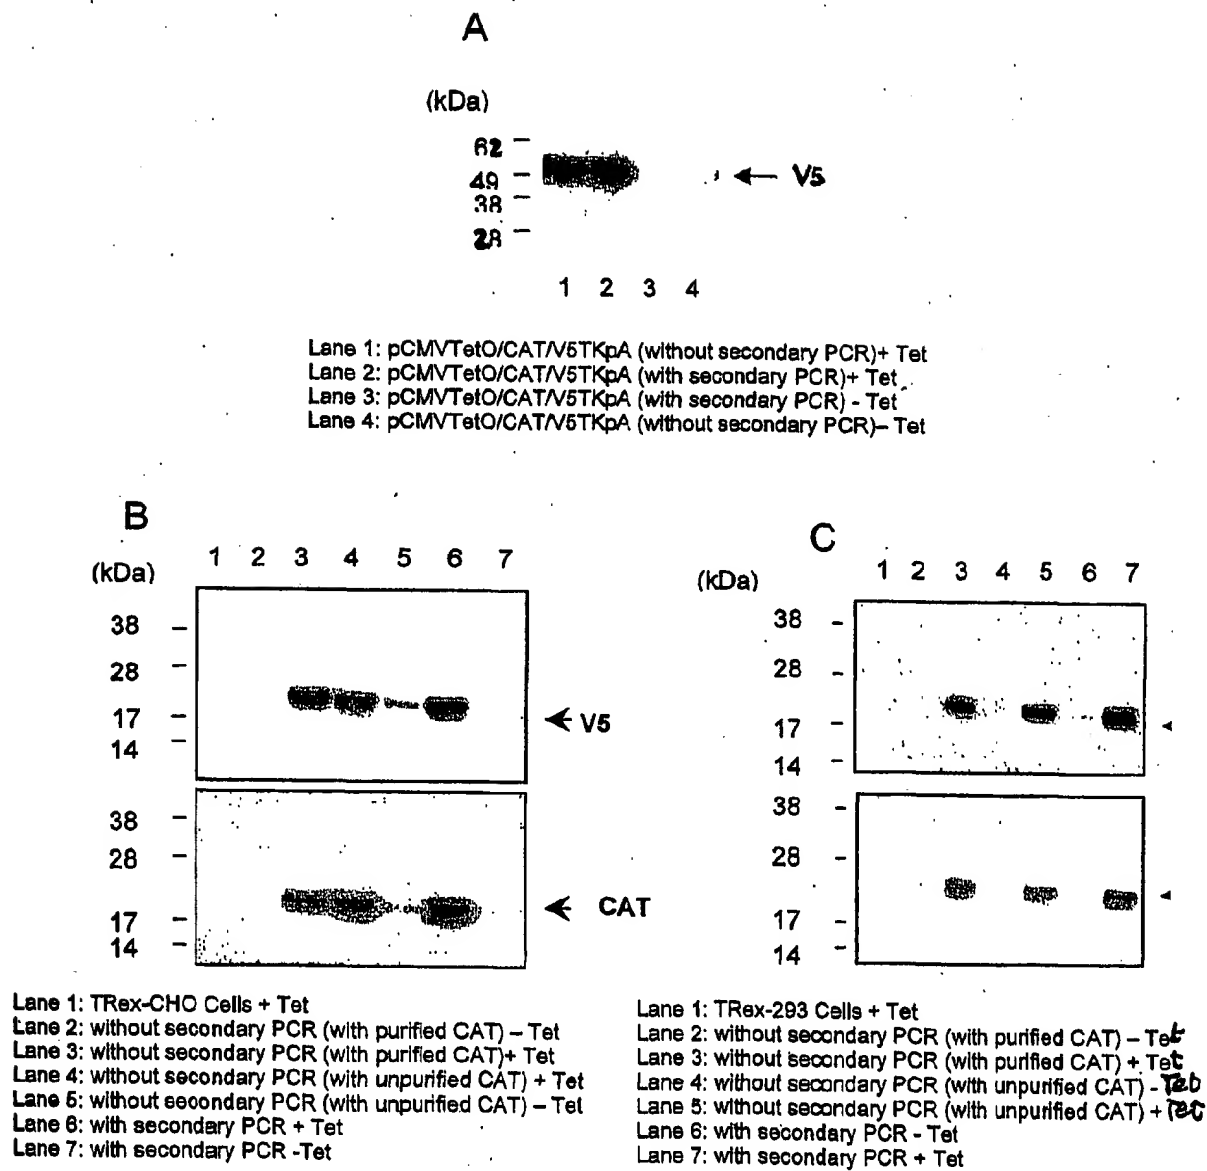 A
(kDa)
62
49
38
28
V5
1 2 3 4
Lane 1: pCMVTetO/CAT/V5TKpA (without secondary PCR)+ Tet
Lane 2: pCMVTetO/CAT/V5TKpA (with secondary PCR)+ Tet
Lane 3: pCMVTetO/CAT/V5TKpA (with secondary PCR) - Tet
Lane 4: pCMVTetO/CAT/V5TKpA (without secondary PCR)– Tet
B
1 2 3 4 5 6 7
(kDa)
38
28
17
14
V5
38
28
17
14
CAT
Lane 1: TRex-CHO Cells + Tet
Lane 2: without secondary PCR (with purified CAT) – Tet
Lane 3: without secondary PCR (with purified CAT)+ Tet
Lane 4: without secondary PCR (with unpurified CAT) + Tet
Lane 5: without secondary PCR (with unpurified CAT) – Tet
Lane 6: with secondary PCR + Tet
Lane 7: with secondary PCR -Tet
C
1 2 3 4 5 6 7
(kDa)
38
28
17
14
38
28
17
14
Lane 1: TRex-293 Cells + Tet
Lane 2: without secondary PCR (with purified CAT) – Tet
Lane 3: without secondary PCR (with purified CAT) + Tet
Lane 4: without secondary PCR (with unpurified CAT) - Tet
Lane 5: without secondary PCR (with unpurified CAT) + Tet
Lane 6: with secondary PCR - Tet
Lane 7: with secondary PCR + Tet